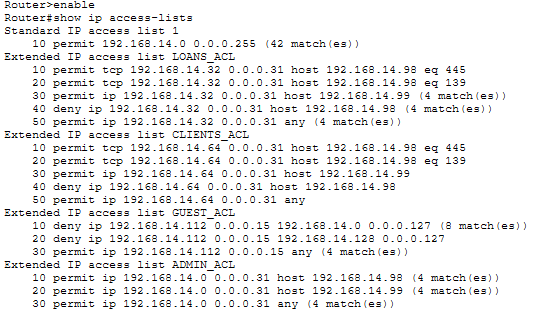 Router>enable
Router#show ip access-lists
Standard IP access list 1
    10 permit 192.168.14.0 0.0.0.255 (42 match(es))
Extended IP access list LOANS_ACL
    10 permit tcp 192.168.14.32 0.0.0.31 host 192.168.14.98 eq 445
    20 permit tcp 192.168.14.32 0.0.0.31 host 192.168.14.98 eq 139
    30 permit ip 192.168.14.32 0.0.0.31 host 192.168.14.99 (4 match(es))
    40 deny ip 192.168.14.32 0.0.0.31 host 192.168.14.98 (4 match(es))
    50 permit ip 192.168.14.32 0.0.0.31 any (4 match(es))
Extended IP access list CLIENTS_ACL
    10 permit tcp 192.168.14.64 0.0.0.31 host 192.168.14.98 eq 445
    20 permit tcp 192.168.14.64 0.0.0.31 host 192.168.14.98 eq 139
    30 permit ip 192.168.14.64 0.0.0.31 host 192.168.14.99
    40 deny ip 192.168.14.64 0.0.0.31 host 192.168.14.98
    50 permit ip 192.168.14.64 0.0.0.31 any
Extended IP access list GUEST_ACL
    10 deny ip 192.168.14.112 0.0.0.15 192.168.14.0 0.0.0.127 (8 match(es))
    20 deny ip 192.168.14.112 0.0.0.15 192.168.14.128 0.0.0.127
    30 permit ip 192.168.14.112 0.0.0.15 any (4 match(es))
Extended IP access list ADMIN_ACL
    10 permit ip 192.168.14.0 0.0.0.31 host 192.168.14.98 (4 match(es))
    20 permit ip 192.168.14.0 0.0.0.31 host 192.168.14.99 (4 match(es))
    30 permit ip 192.168.14.0 0.0.0.31 any (4 match(es))